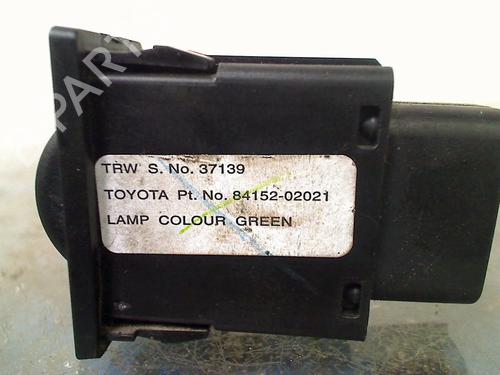 TRW S. No. 37139
TOYOTA Pt. No. 84152-02021
LAMP COLOUR GREEN